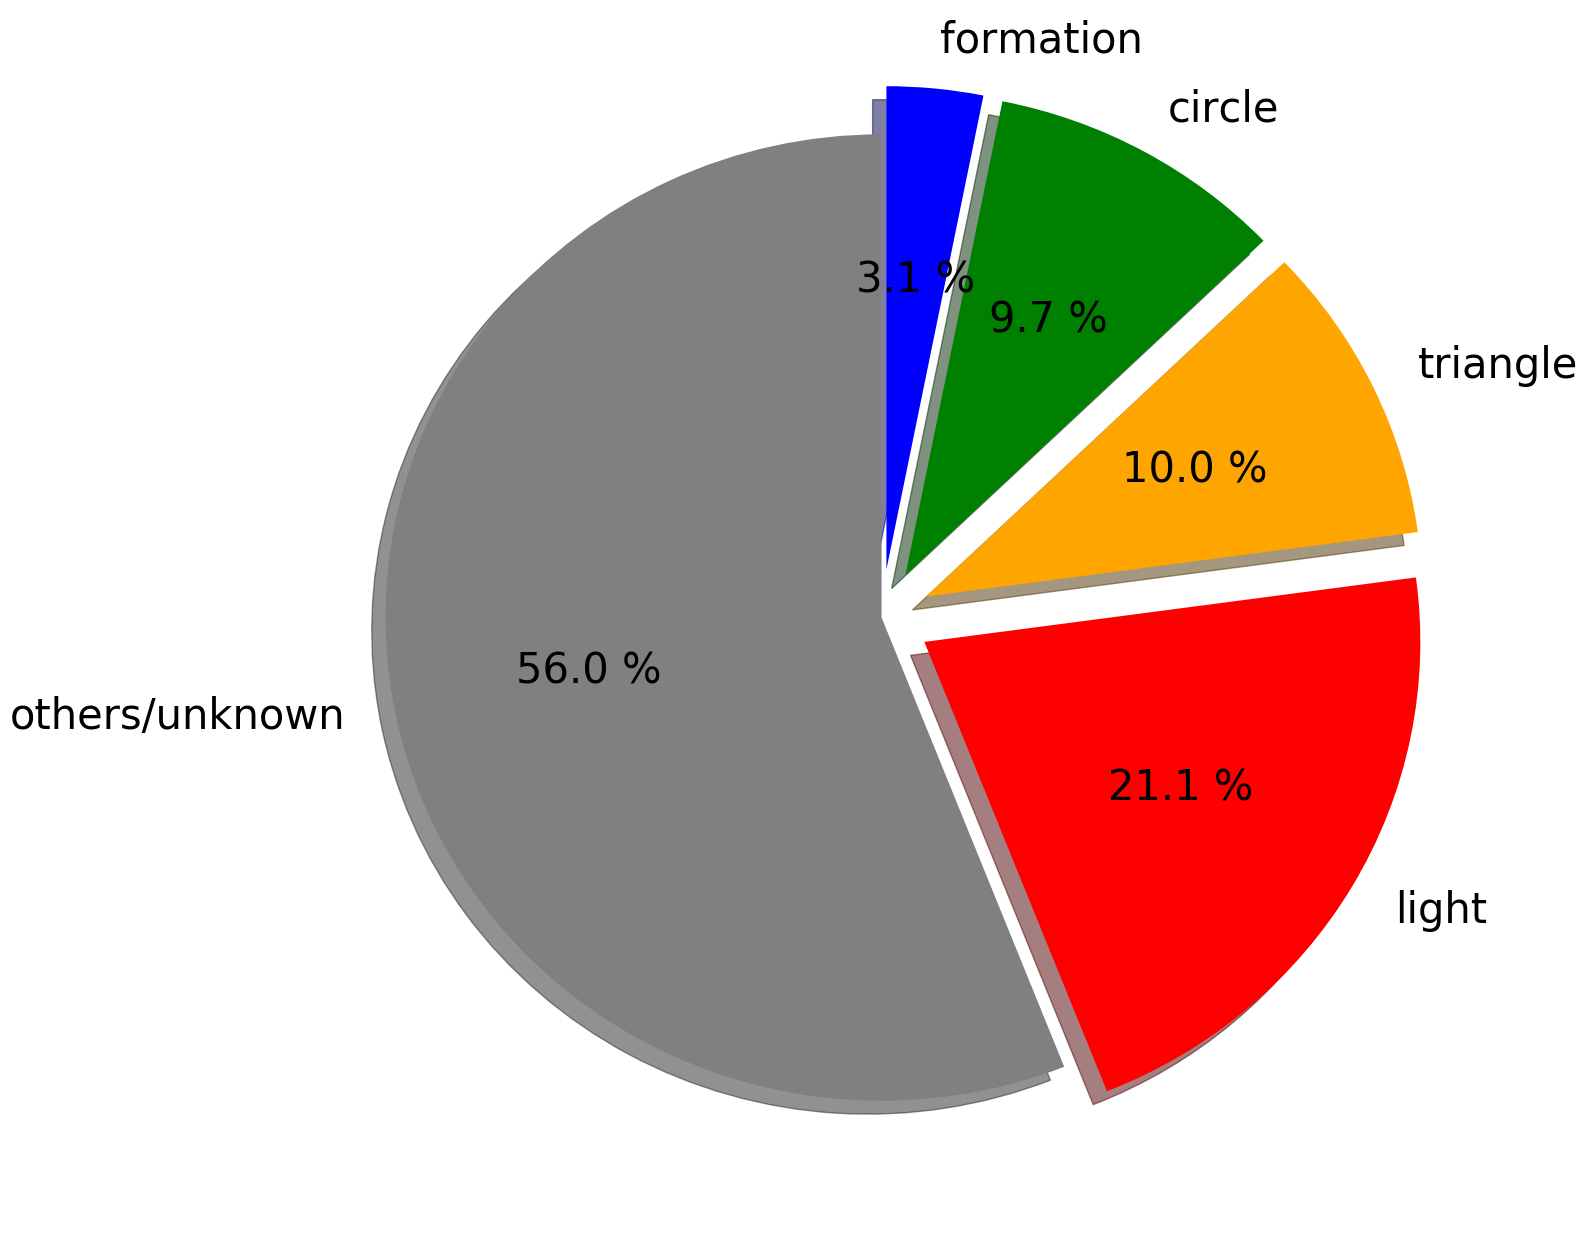 formation
circle
3.1 %
9.7 %
triangle
10.0 %
56.0 %
others/unknown
21.1 %
light